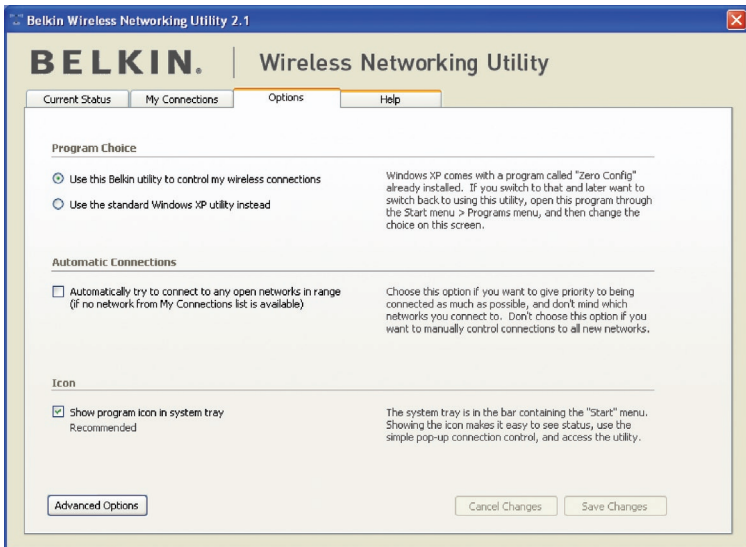 Belkin Wireless Networking Utility 2.1
BELKIN. Wireless Networking Utility
Current Status My Connections Options Help
Program Choice
Use this Belkin utility to control my wireless connections
Use the standard Windows XP utility instead
Windows XP comes with a program called "Zero Config"
already installed. If you switch to that and later want to
switch back to using this utility, open this program through
the Start menu > Programs menu, and then change the
choice on this screen.
Automatic Connections
Automatically try to connect to any open networks in range
(if no network from My Connections list is available)
Choose this option if you want to give priority to being
connected as much as possible, and don't mind which
networks you connect to. Don't choose this option if you
want to manually control connections to all new networks.
Icon
Show program icon in system tray
Recommended
The system tray is in the bar containing the "Start" menu.
Showing the icon makes it easy to see status, use the
simple pop-up connection control, and access the utility.
Advanced Options Cancel Changes Save Changes